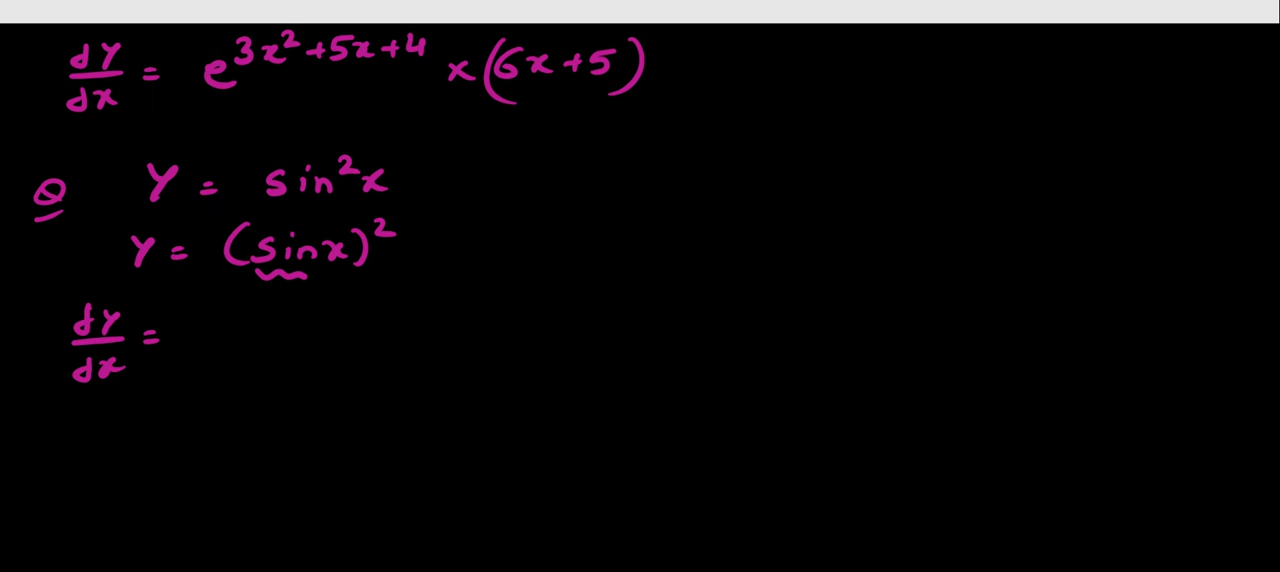 dY/dx = e^(3x²+5x+4) × (6x+5)
Q Y = sin²x
Y = (sinx)²
dY/dx =